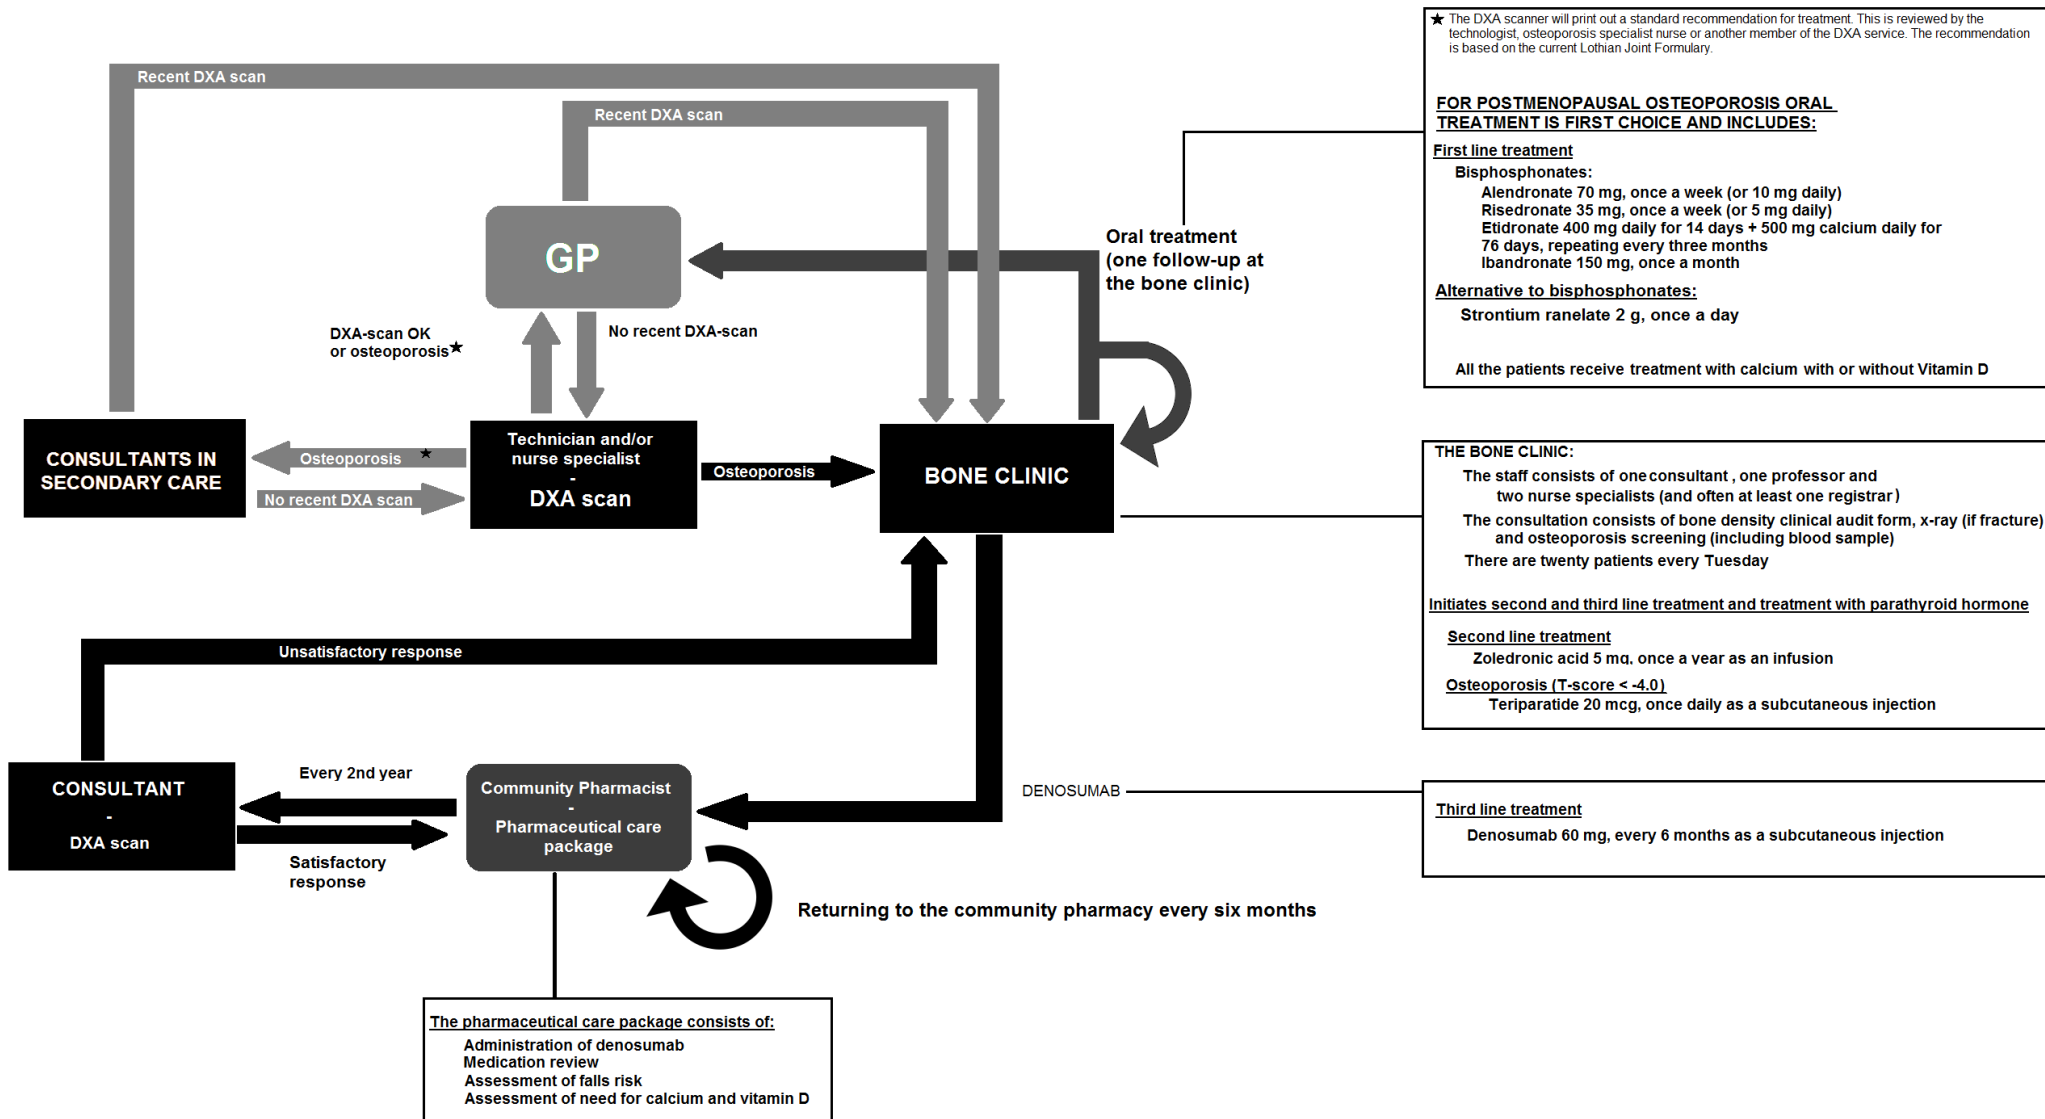 ★ The DXA scanner will print out a standard recommendation for treatment. This is reviewed by the
technologist, osteoporosis specialist nurse or another member of the DXA service. The recommendation
is based on the current Lothian Joint Formulary.
FOR POSTMENOPAUSAL OSTEOPOROSIS ORAL
TREATMENT IS FIRST CHOICE AND INCLUDES:
First line treatment
Bisphosphonates:
Alendronate 70 mg, once a week (or 10 mg daily)
Risedronate 35 mg, once a week (or 5 mg daily)
Etidronate 400 mg daily for 14 days + 500 mg calcium daily for
76 days, repeating every three months
Ibandronate 150 mg, once a month
Alternative to bisphosphonates:
Strontium ranelate 2 g, once a day
All the patients receive treatment with calcium with or without Vitamin D
Recent DXA scan
Recent DXA scan
GP
Oral treatment
(one follow-up at
the bone clinic)
DXA-scan OK
or osteoporosis★
No recent DXA-scan
CONSULTANTS IN
SECONDARY CARE
Osteoporosis ★
No recent DXA scan
Technician and/or
nurse specialist
-
DXA scan
Osteoporosis
BONE CLINIC
THE BONE CLINIC:
The staff consists of one consultant , one professor and
two nurse specialists (and often at least one registrar)
The consultation consists of bone density clinical audit form, x-ray (if fracture)
and osteoporosis screening (including blood sample)
There are twenty patients every Tuesday
Initiates second and third line treatment and treatment with parathyroid hormone
Second line treatment
Zoledronic acid 5 mg, once a year as an infusion
Osteoporosis (T-score < -4.0)
Teriparatide 20 mcg, once daily as a subcutaneous injection
Unsatisfactory response
CONSULTANT
-
DXA scan
Every 2nd year
Satisfactory
response
Community Pharmacist
-
Pharmaceutical care
package
DENOSUMAB
Third line treatment
Denosumab 60 mg, every 6 months as a subcutaneous injection
Returning to the community pharmacy every six months
The pharmaceutical care package consists of:
Administration of denosumab
Medication review
Assessment of falls risk
Assessment of need for calcium and vitamin D